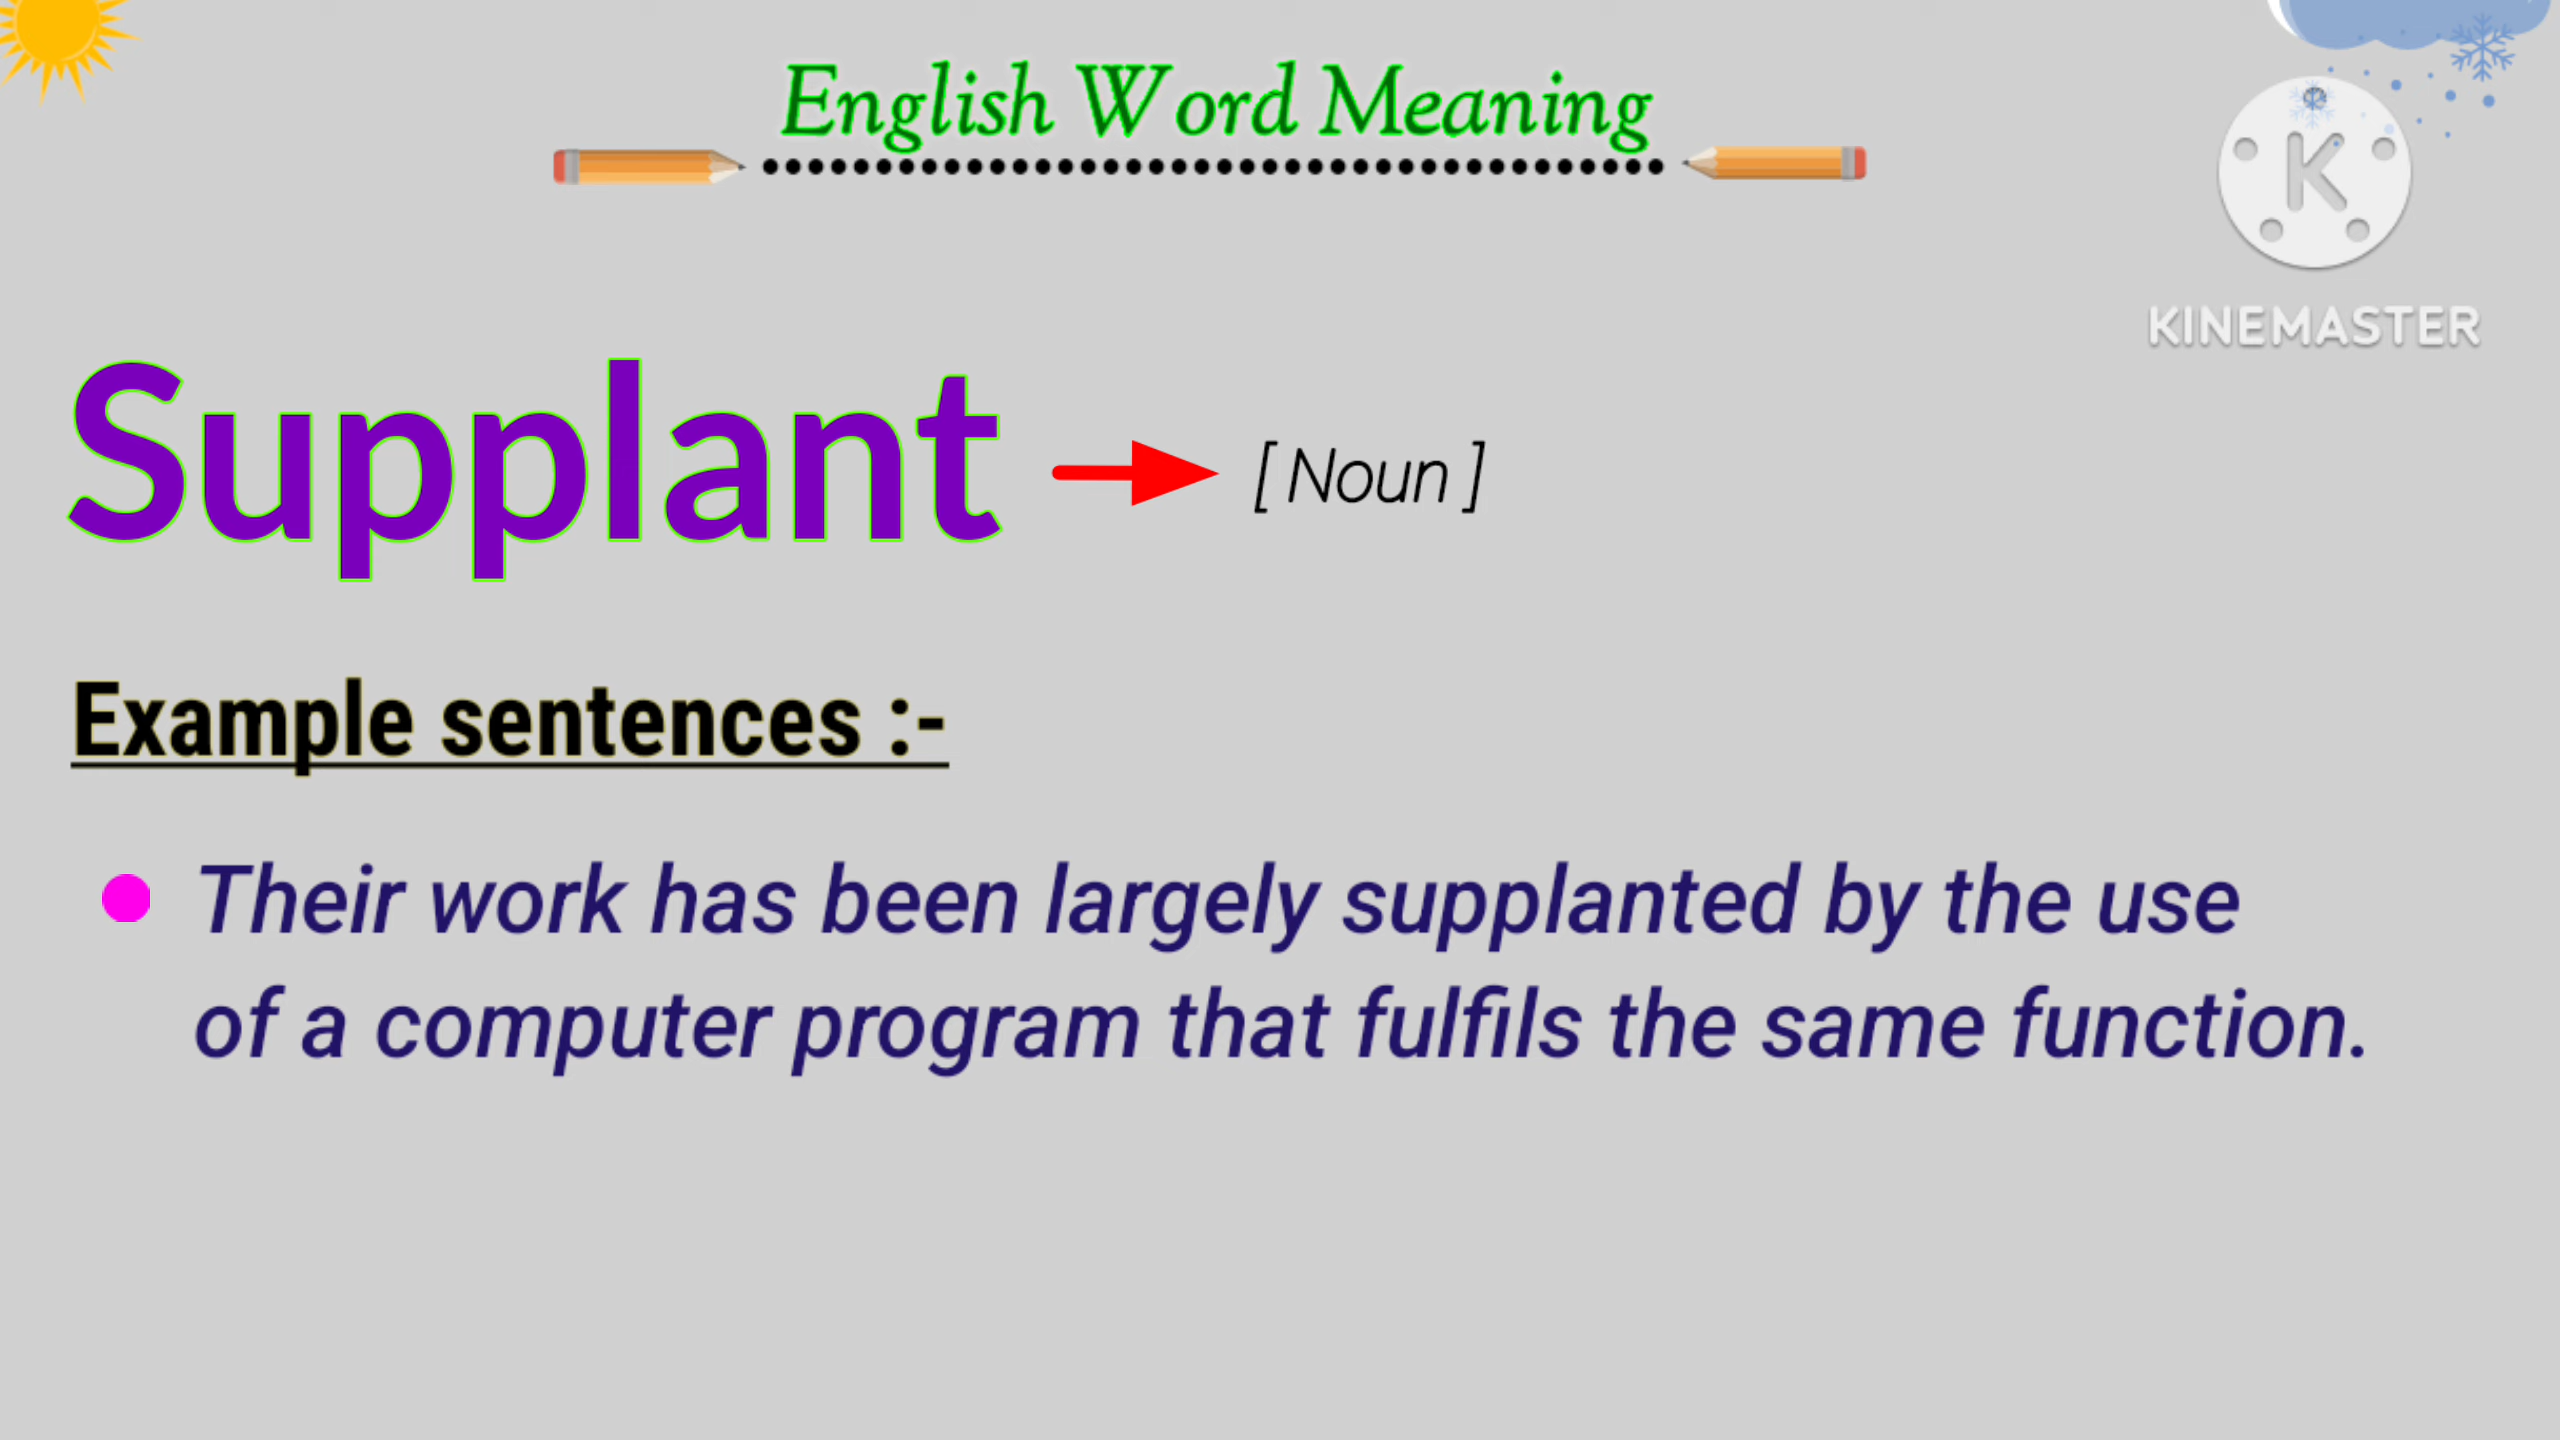 English Word Meaning
K
KINEMASTER
Supplant [ Noun ]
Example sentences :-
Their work has been largely supplanted by the use
of a computer program that fulfils the same function.